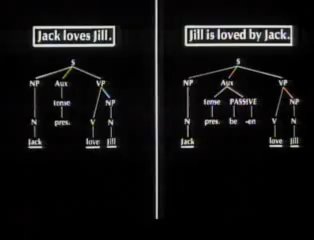 Jack loves Jill.
S
NP Aux VP
tense NP
N V N
pres.
Jack love Jill
Jill is loved by Jack.
S
NP Aux VP
tense PASSIVE NP
N pres. be -en V N
Jack love Jill